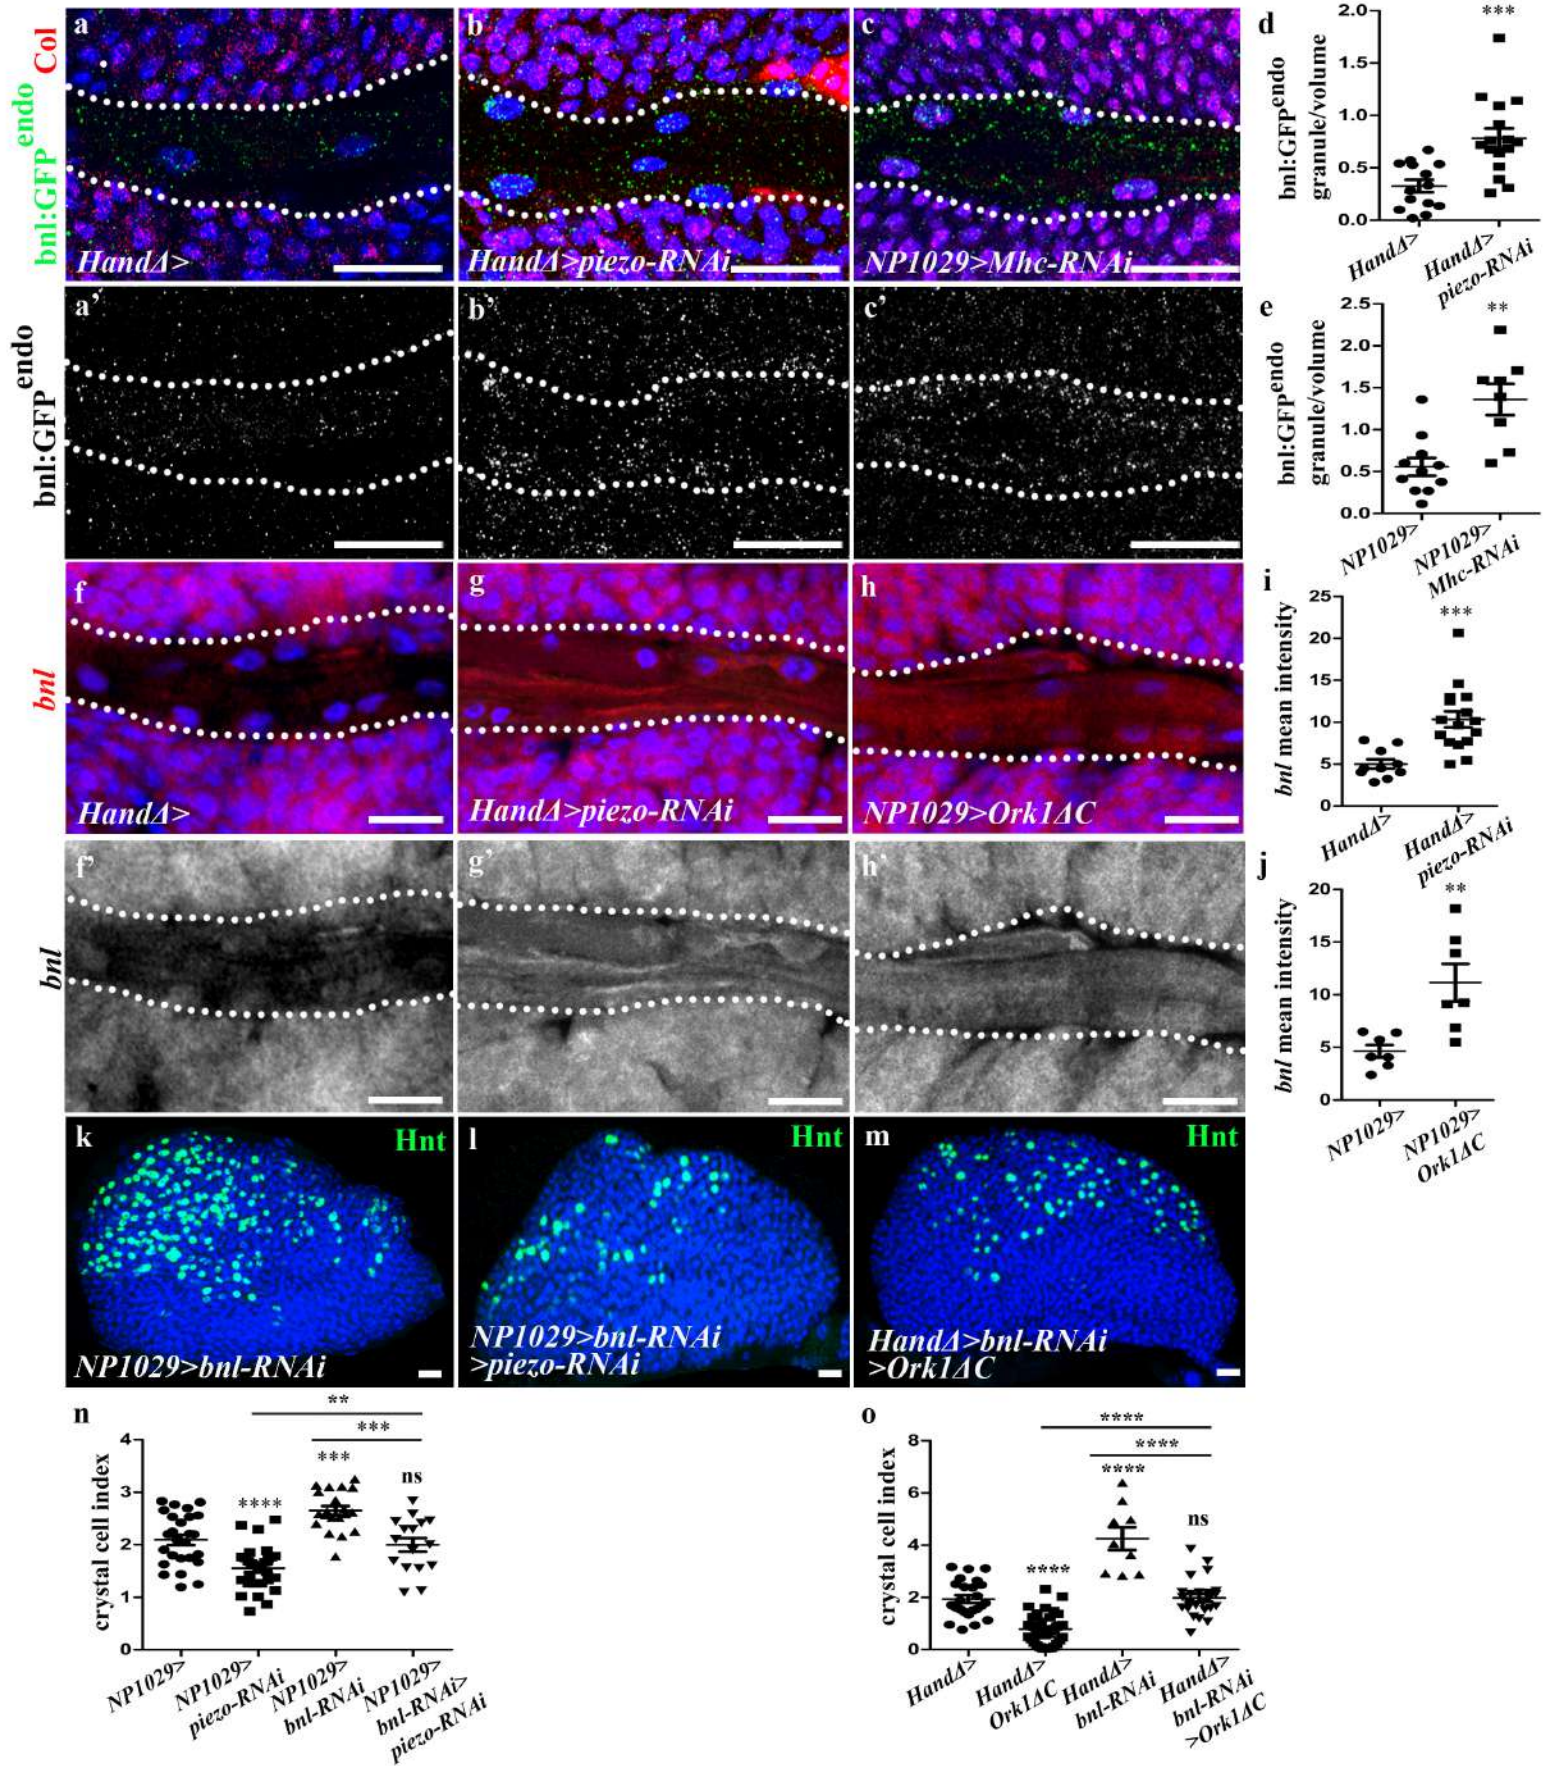 a
b
c
bnl:GFPendo Col
HandΔ>
HandΔ>piezo-RNAi
NP1029>Mhc-RNAi
d
***
bnl:GFPendo
granule/volume
2.0
1.5
1.0
0.5
0.0
HandΔ>
HandΔ>
piezo-RNAi
a’
b’
c’
bnl:GFPendo
e
**
bnl:GFPendo
granule/volume
2.5
2.0
1.5
1.0
0.5
0.0
NP1029>
NP1029>
Mhc-RNAi
f
g
h
bnl
HandΔ>
HandΔ>piezo-RNAi
NP1029>Ork1ΔC
i
***
bnl mean intensity
25
20
15
10
5
0
HandΔ>
HandΔ>
piezo-RNAi
f’
g’
h’
bnl
j
**
bnl mean intensity
20
15
10
5
0
NP1029>
NP1029>
Ork1ΔC
k
Hnt
NP1029>bnl-RNAi
l
Hnt
NP1029>bnl-RNAi
>piezo-RNAi
m
Hnt
HandΔ>bnl-RNAi
>Ork1ΔC
n
**
***
***
****
ns
crystal cell index
4
3
2
1
0
NP1029>
NP1029>
piezo-RNAi
NP1029>
bnl-RNAi
NP1029>
bnl-RNAi>
piezo-RNAi
o
****
****
****
****
ns
crystal cell index
8
6
4
2
0
HandΔ>
HandΔ>
Ork1ΔC
HandΔ>
bnl-RNAi
HandΔ>
bnl-RNAi
>Ork1ΔC